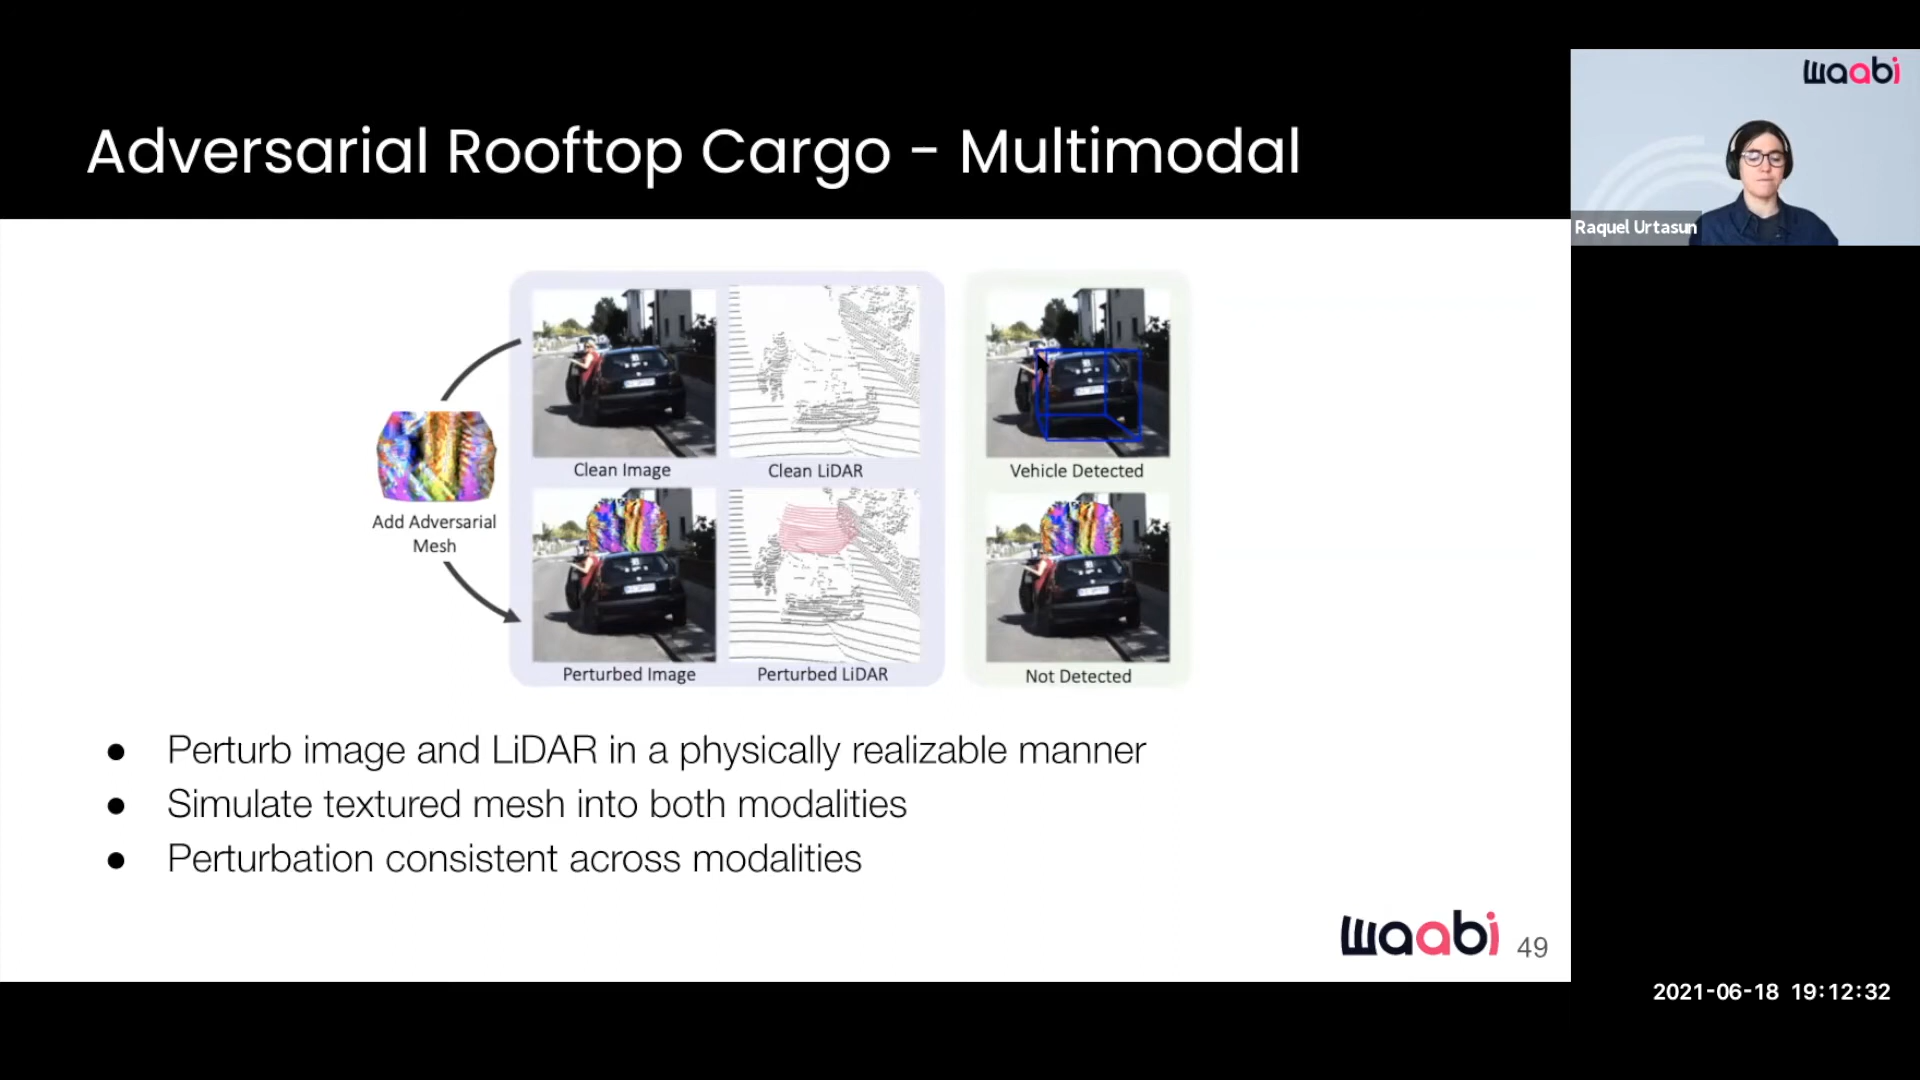 Adversarial Rooftop Cargo - Multimodal
waabi
Raquel Urtasun
Clean Image
Clean LiDAR
Vehicle Detected
Add Adversarial
Mesh
Perturbed Image
Perturbed LiDAR
Not Detected
● Perturb image and LiDAR in a physically realizable manner
● Simulate textured mesh into both modalities
● Perturbation consistent across modalities
waabi
49
2021-06-18 19:12:32